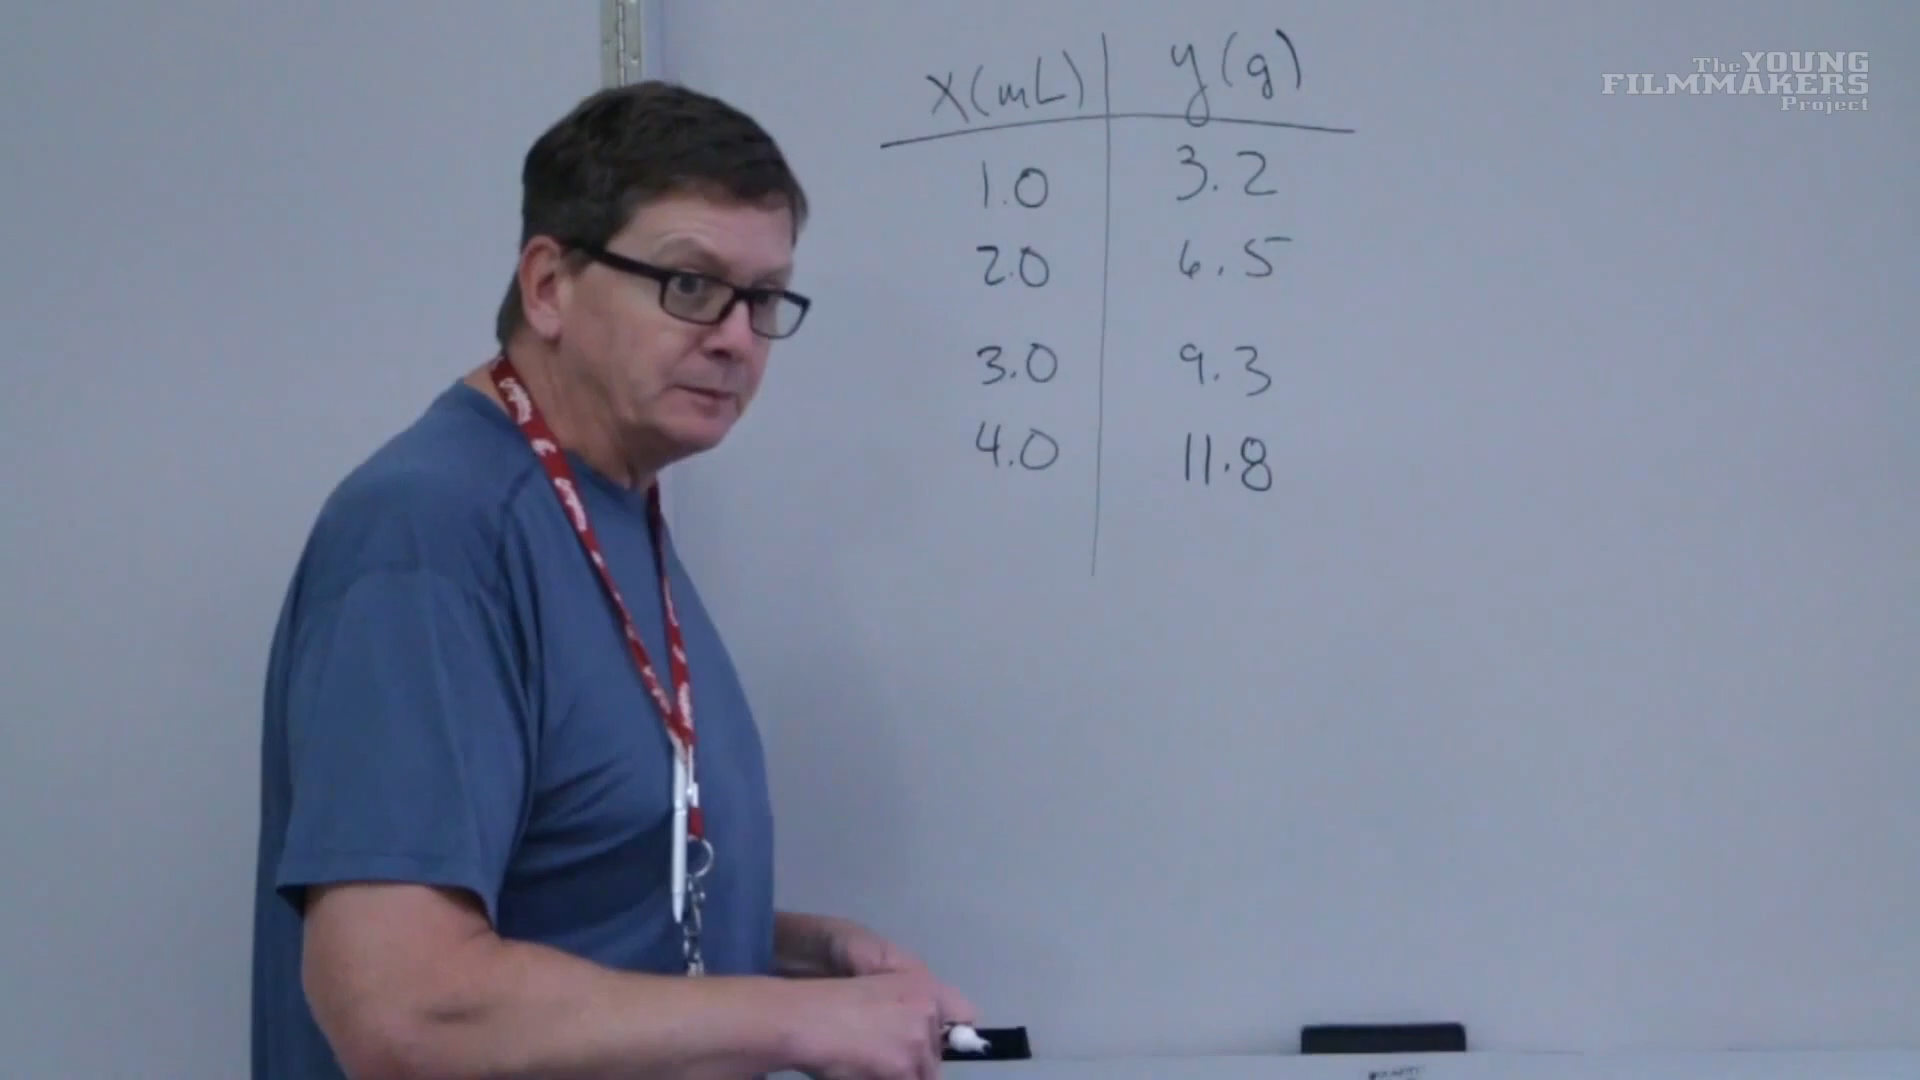 X(mL) y(g)
1.0 3.2
2.0 6.5
3.0 9.3
4.0 11.8
The YOUNG
FILMMAKERS
Project